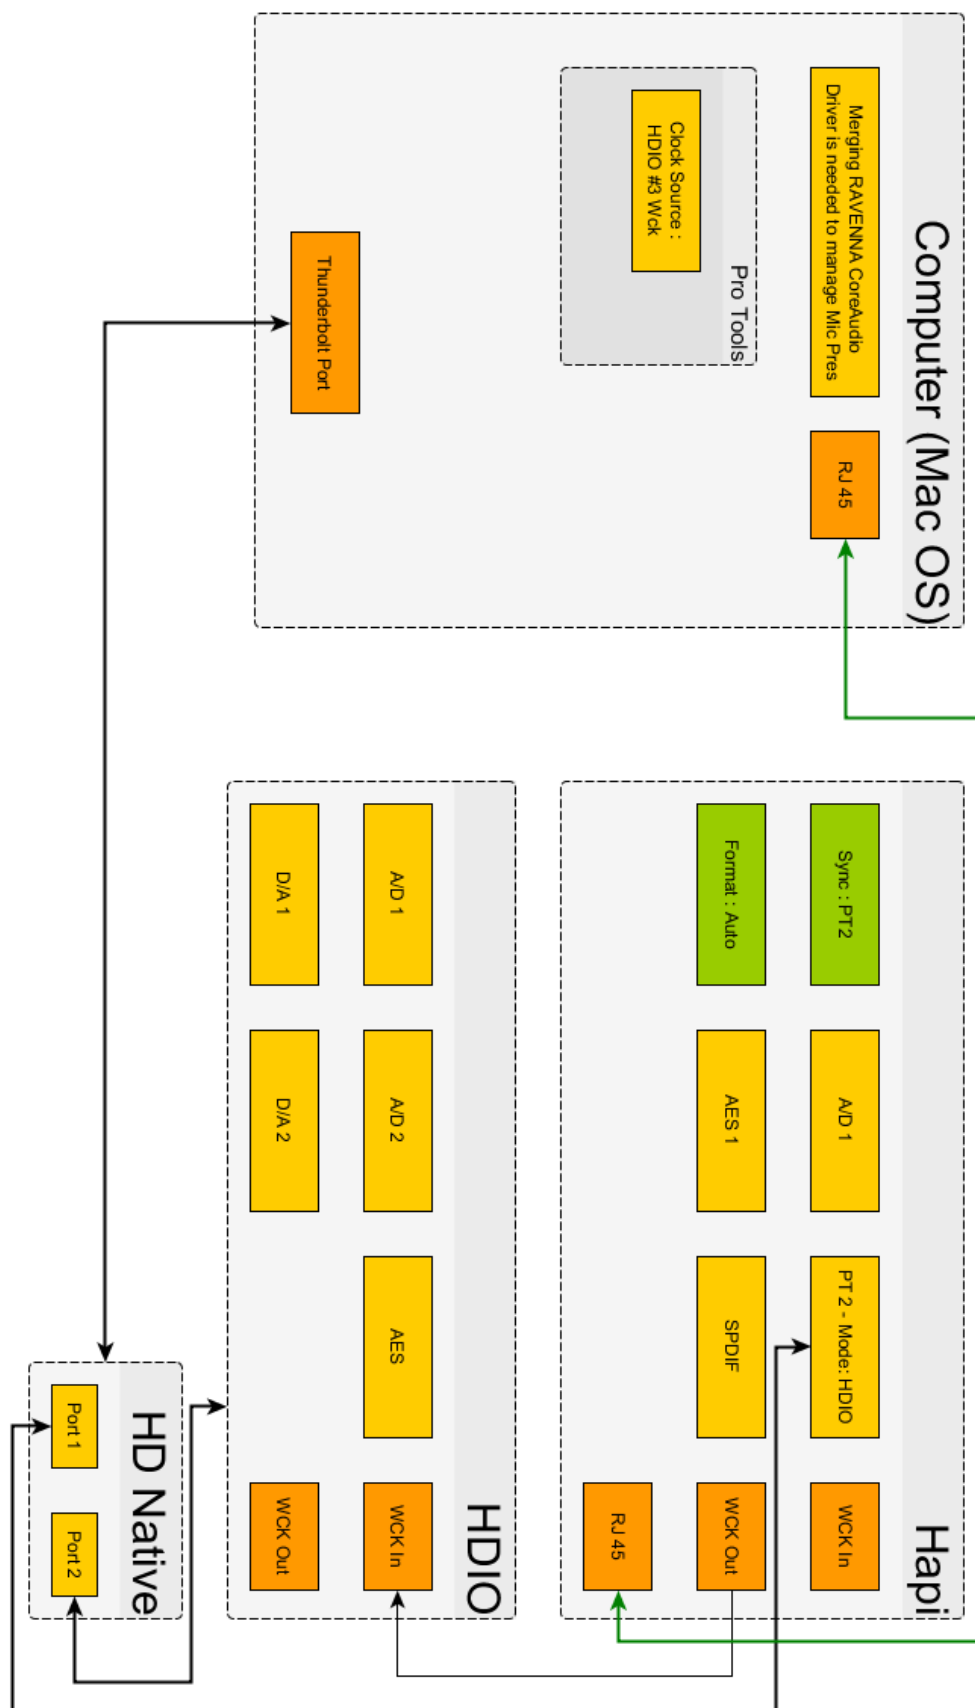 Computer (Mac OS)
Merging RAVENNA CoreAudio
Driver is needed to manage Mic Pres
RJ 45
Pro Tools
Clock Source :
HDIO #3 Wck
Thunderbolt Port
Hapi
Sync : PT2
A/D 1
PT 2 - Mode: HDIO
WCK In
Format : Auto
AES 1
SPDIF
WCK Out
RJ 45
HDIO
A/D 1
A/D 2
AES
WCK In
D/A 1
D/A 2
WCK Out
HD Native
Port 1
Port 2